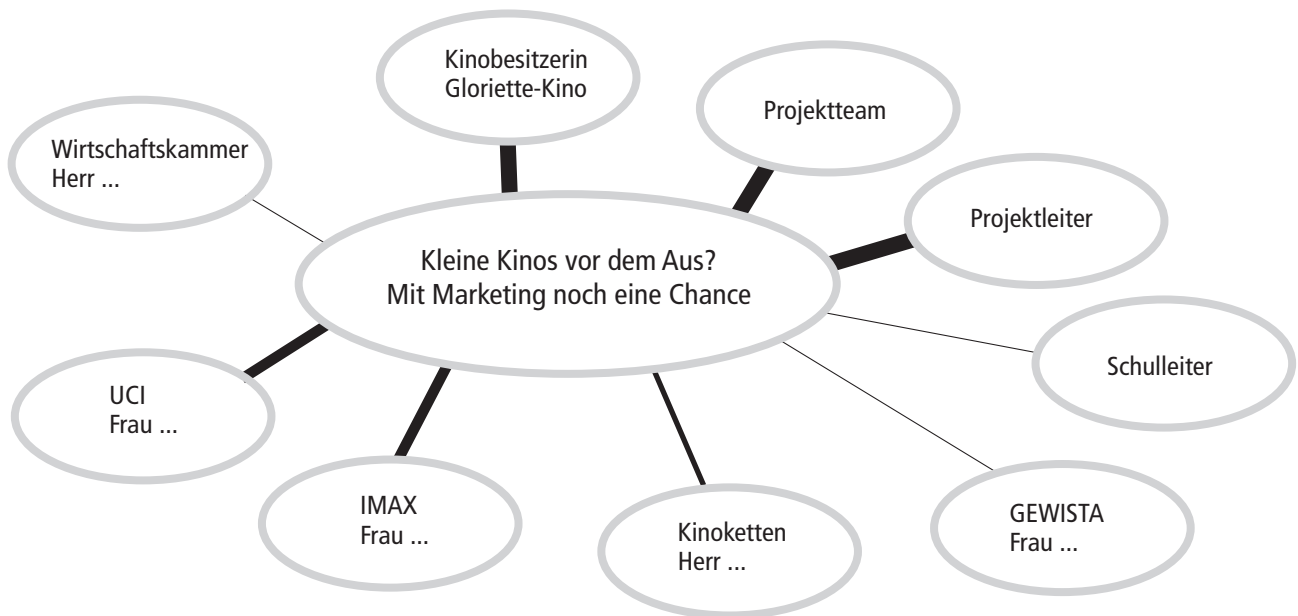 Kinobesitzerin
Gloriette-Kino
Projektteam
Wirtschaftskammer
Herr ...
Projektleiter
Kleine Kinos vor dem Aus?
Mit Marketing noch eine Chance
Schulleiter
UCI
Frau ...
IMAX
Frau ...
Kinoketten
Herr ...
GEWISTA
Frau ...